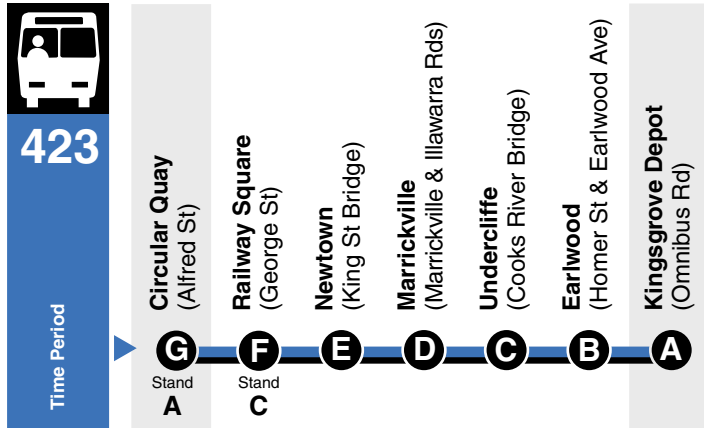 423
Time Period
Circular Quay
(Alfred St)
Railway Square
(George St)
Newtown
(King St Bridge)
Marrickville
(Marrickville & Illawarra Rds)
Undercliffe
(Cooks River Bridge)
Earlwood
(Homer St & Earlwood Ave)
Kingsgrove Depot
(Omnibus Rd)
G F E D C B A
Stand Stand
A C